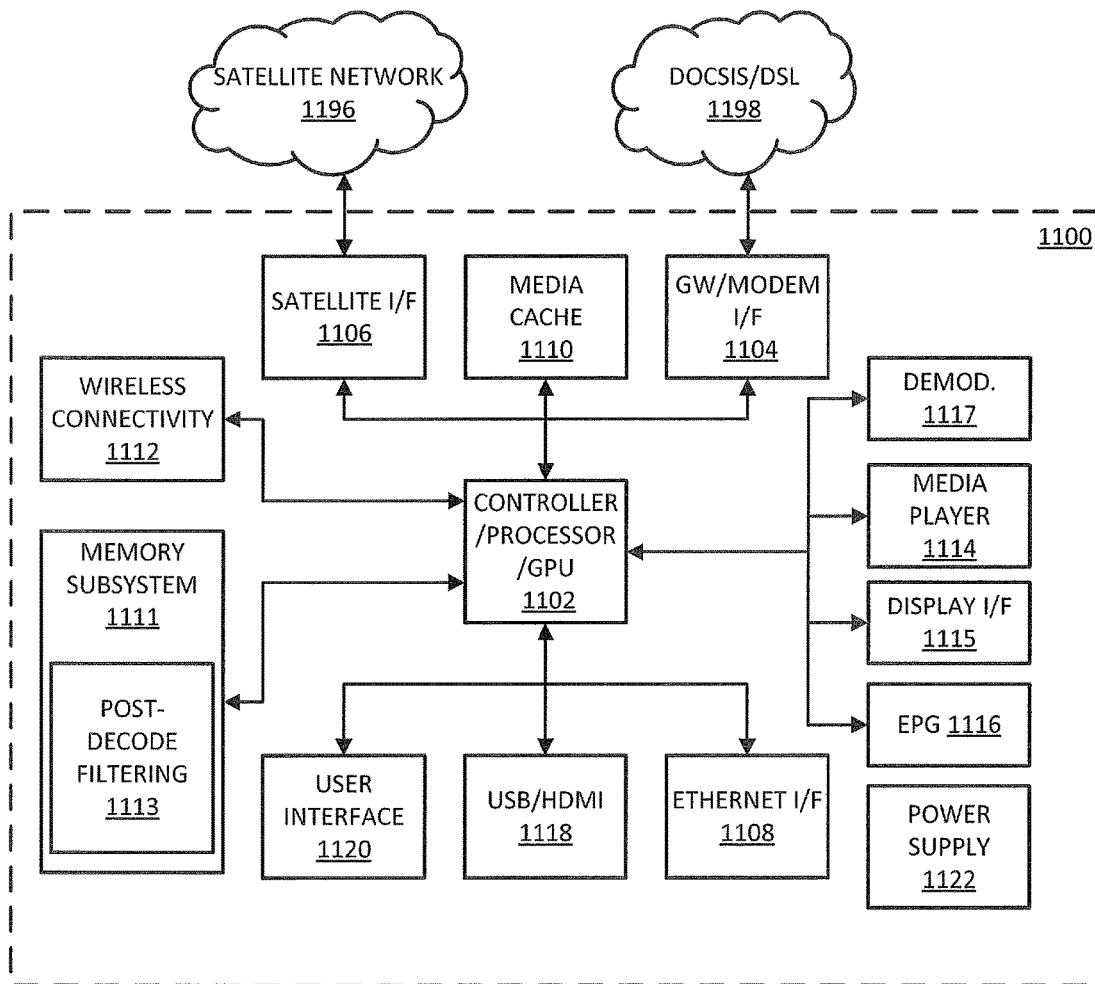 SATELLITE NETWORK
1196
DOCSIS/DSL
1198
1100
SATELLITE I/F
1106
MEDIA
CACHE
1110
GW/MODEM
I/F
1104
WIRELESS
CONNECTIVITY
1112
DEMOD.
1117
CONTROLLER
/PROCESSOR
/GPU
1102
MEDIA
PLAYER
1114
MEMORY
SUBSYSTEM
1111
DISPLAY I/F
1115
POST-
DECODE
FILTERING
1113
EPG 1116
USER
INTERFACE
1120
USB/HDMI
1118
ETHERNET I/F
1108
POWER
SUPPLY
1122